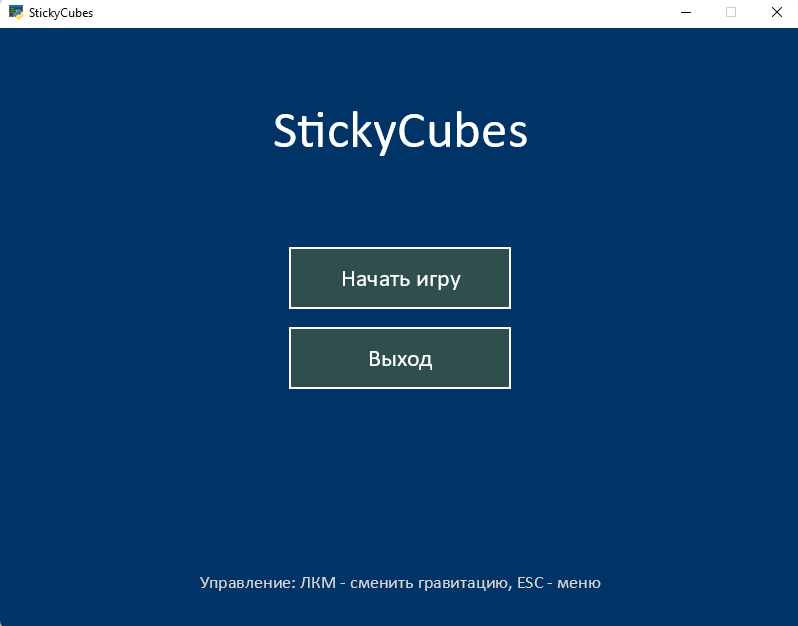 StickyCubes
StickyCubes
Начать игру
Выход
Управление: ЛКМ - сменить гравитацию, ESC - меню